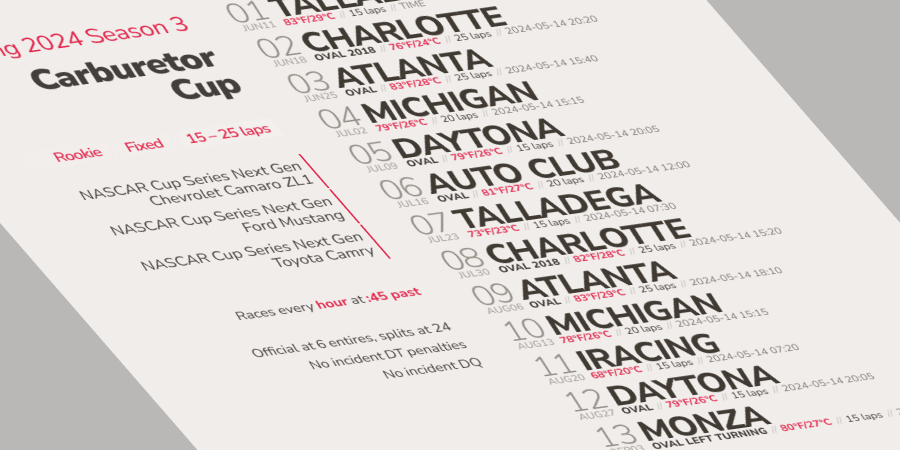 2024 Season 3
Carburetor
Cup
Rookie Fixed 15–25 laps
NASCAR Cup Series Next Gen
Chevrolet Camaro ZL1
NASCAR Cup Series Next Gen
Ford Mustang
NASCAR Cup Series Next Gen
Toyota Camry
Races every hour at :45 past
Official at 6 entries, splits at 24
No incident DT penalties
No incident DQ
01
JUN11 83°F/29°C // 15 laps // TIME
02 CHARLOTTE
JUN18 OVAL 2018 // 76°F/24°C // 25 laps // 2024-05-14 20:20
03 ATLANTA
JUN25 OVAL // 83°F/28°C // 25 laps // 2024-05-14 15:40
04 MICHIGAN
JUL02 79°F/26°C // 20 laps // 2024-05-14 15:15
05 DAYTONA
JUL09 OVAL // 79°F/26°C // 15 laps // 2024-05-14 20:05
06 AUTO CLUB
JUL16 OVAL // 81°F/27°C // 20 laps // 2024-05-14 12:00
07 TALLADEGA
JUL23 73°F/23°C // 15 laps // 2024-05-14 07:30
08 CHARLOTTE
JUL30 OVAL 2018 // 82°F/28°C // 25 laps // 2024-05-14 15:20
09 ATLANTA
AUG06 OVAL // 83°F/29°C // 25 laps // 2024-05-14 18:10
10 MICHIGAN
AUG13 78°F/26°C // 20 laps // 2024-05-14 15:15
11 IRACING
AUG20 68°F/20°C // 15 laps // 2024-05-14 07:20
12 DAYTONA
AUG27 OVAL // 79°F/26°C // 15 laps // 2024-05-14 20:05
13 MONZA
OVAL LEFT TURNING // 80°F/27°C // 15 laps //